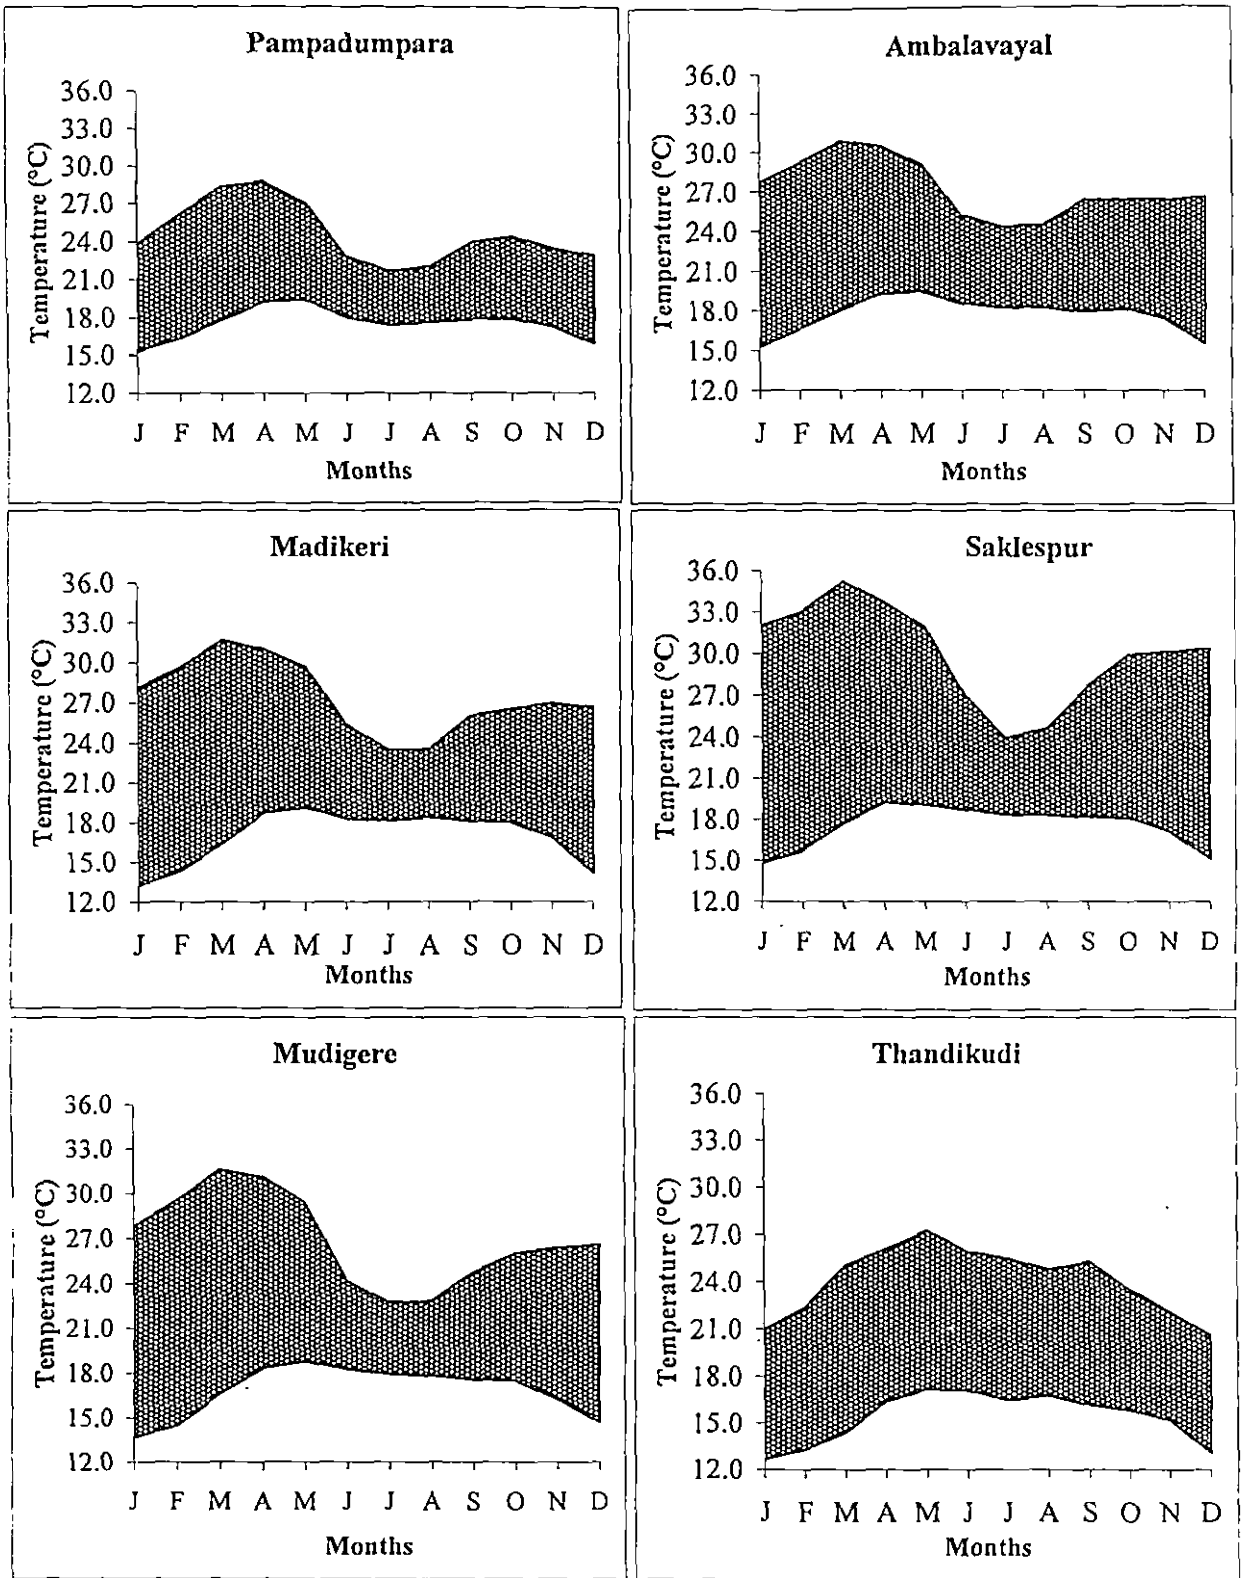 Pampadumpara
36.0
33.0
30.0
27.0
24.0
21.0
18.0
15.0
12.0
Temperature (°C)
J F M A M J J A S O N D
Months
Ambalavayal
36.0
33.0
30.0
27.0
24.0
21.0
18.0
15.0
12.0
Temperature (°C)
J F M A M J J A S O N D
Months
Madikeri
36.0
33.0
30.0
27.0
24.0
21.0
18.0
15.0
12.0
Temperature (°C)
J F M A M J J A S O N D
Months
Saklespur
36.0
33.0
30.0
27.0
24.0
21.0
18.0
15.0
12.0
Temperature (°C)
J F M A M J J A S O N D
Months
Mudigere
36.0
33.0
30.0
27.0
24.0
21.0
18.0
15.0
12.0
Temperature (°C)
J F M A M J J A S O N D
Months
Thandikudi
36.0
33.0
30.0
27.0
24.0
21.0
18.0
15.0
12.0
Temperature (°C)
J F M A M J J A S O N D
Months